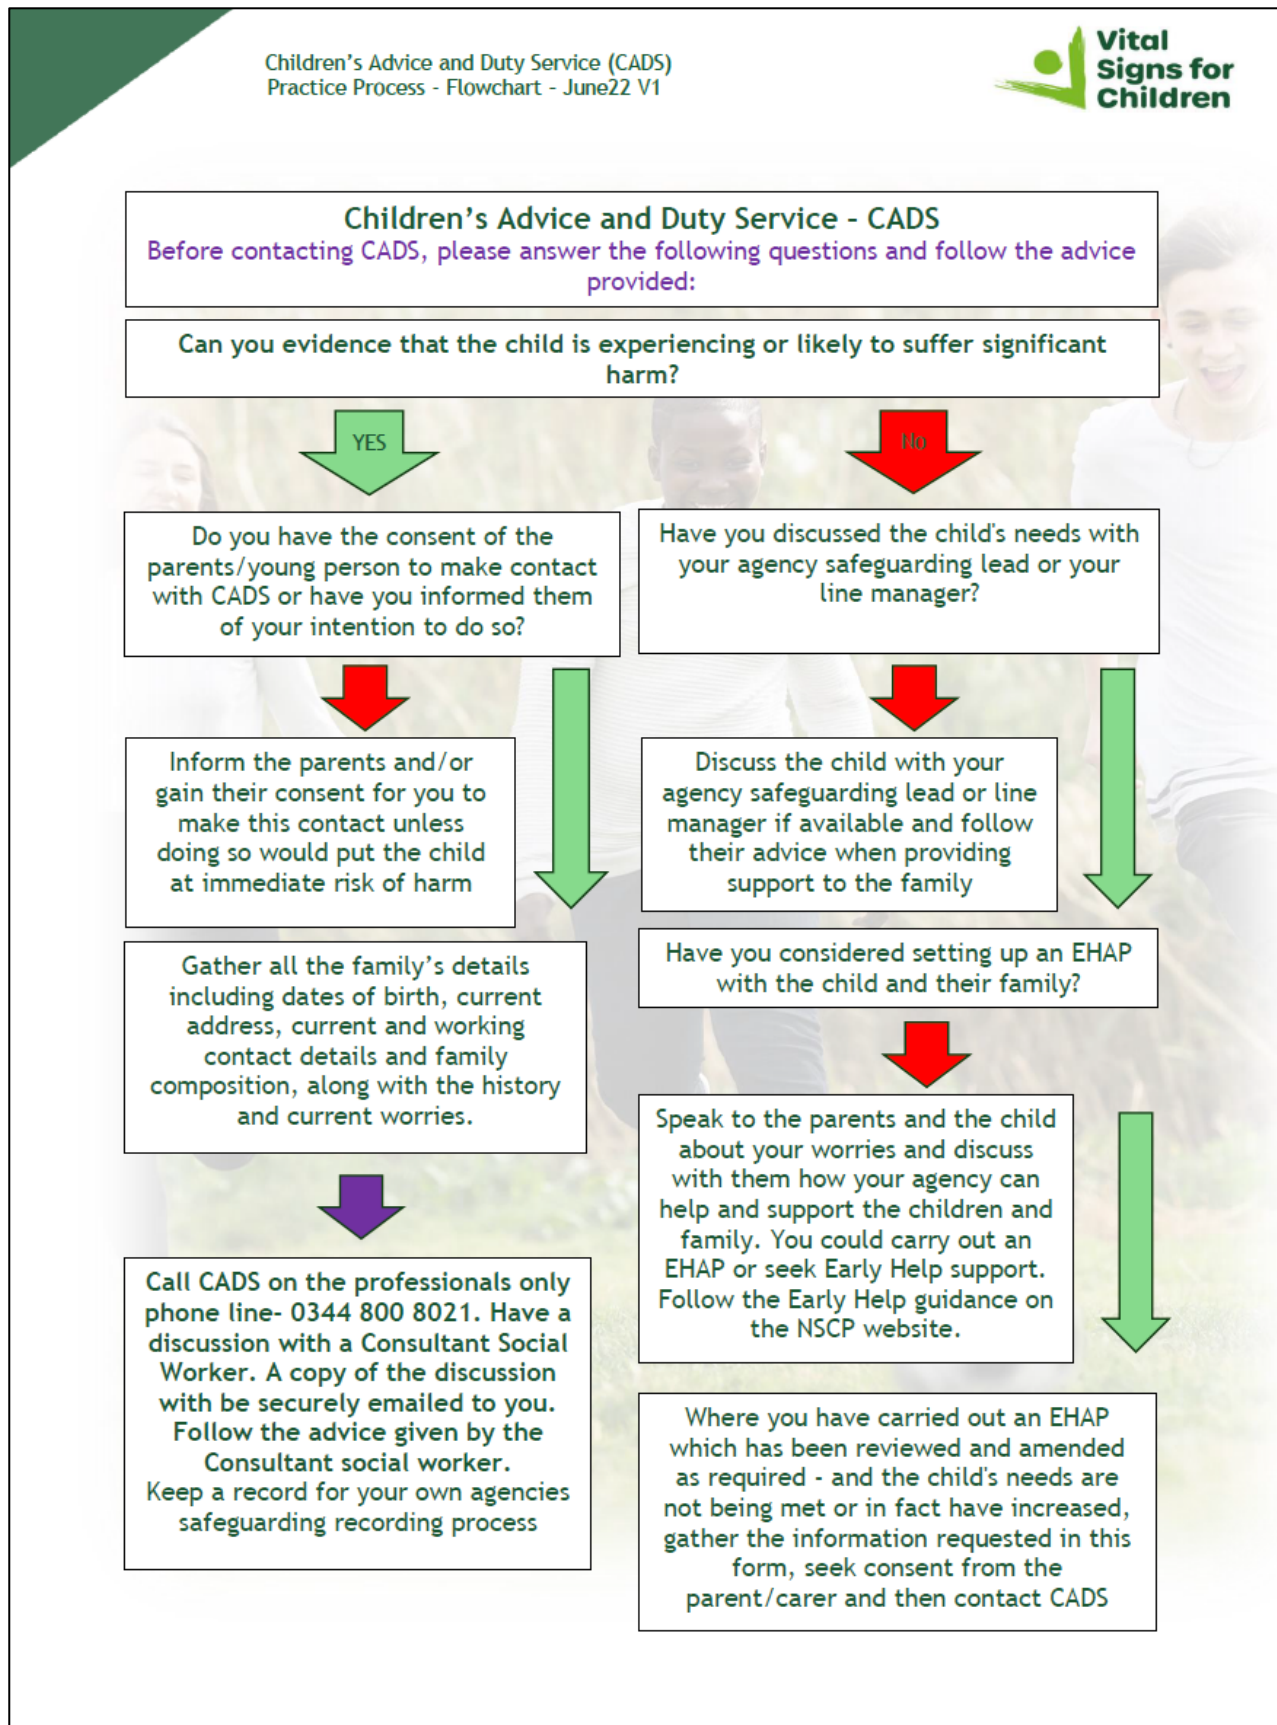 Children's Advice and Duty Service (CADS)
Practice Process - Flowchart - June22 V1
Vital
Signs for
Children
Children's Advice and Duty Service – CADS
Before contacting CADS, please answer the following questions and follow the advice
provided:
Can you evidence that the child is experiencing or likely to suffer significant
harm?
YES
No
Do you have the consent of the
parents/young person to make contact
with CADS or have you informed them
of your intention to do so?
Have you discussed the child's needs with
your agency safeguarding lead or your
line manager?
Inform the parents and/or
gain their consent for you to
make this contact unless
doing so would put the child
at immediate risk of harm
Discuss the child with your
agency safeguarding lead or line
manager if available and follow
their advice when providing
support to the family
Gather all the family's details
including dates of birth, current
address, current and working
contact details and family
composition, along with the history
and current worries.
Have you considered setting up an EHAP
with the child and their family?
Speak to the parents and the child
about your worries and discuss
with them how your agency can
help and support the children and
family. You could carry out an
EHAP or seek Early Help support.
Follow the Early Help guidance on
the NSCP website.
Call CADS on the professionals only
phone line- 0344 800 8021. Have a
discussion with a Consultant Social
Worker. A copy of the discussion
with be securely emailed to you.
Follow the advice given by the
Consultant social worker.
Keep a record for your own agencies
safeguarding recording process
Where you have carried out an EHAP
which has been reviewed and amended
as required - and the child's needs are
not being met or in fact have increased,
gather the information requested in this
form, seek consent from the
parent/carer and then contact CADS